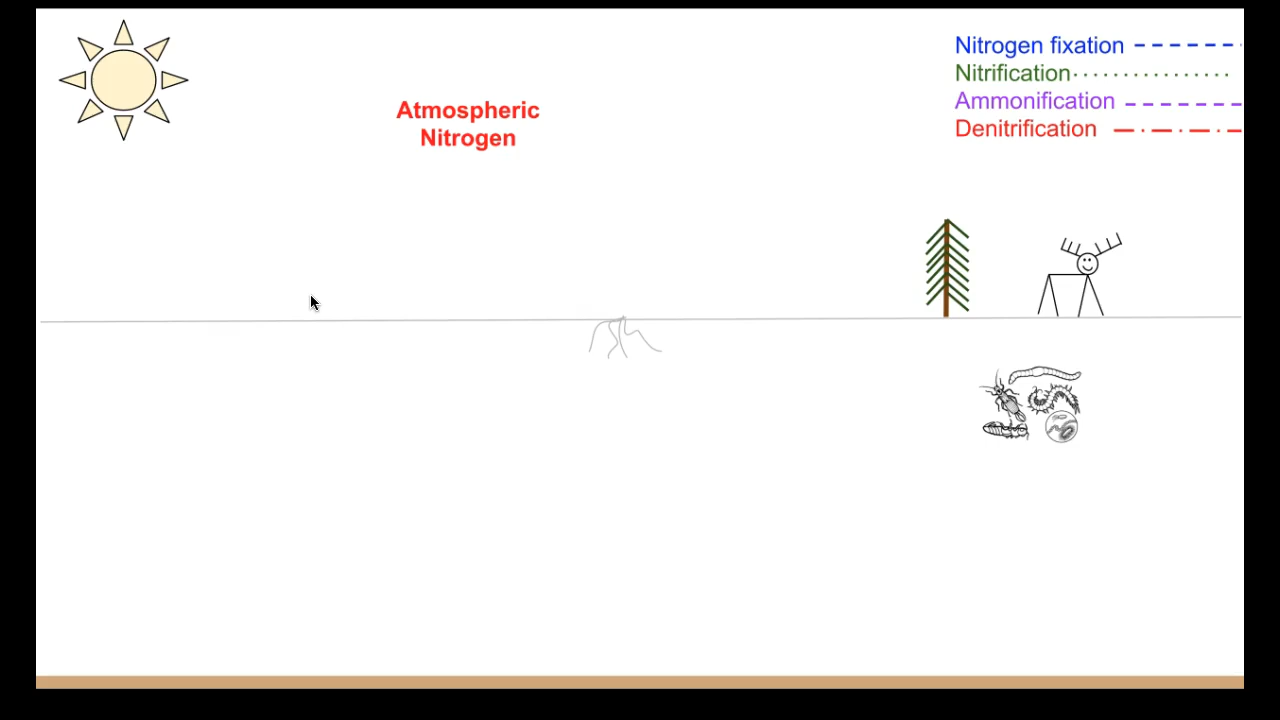 Atmospheric
Nitrogen
Nitrogen fixation
Nitrification
Ammonification
Denitrification